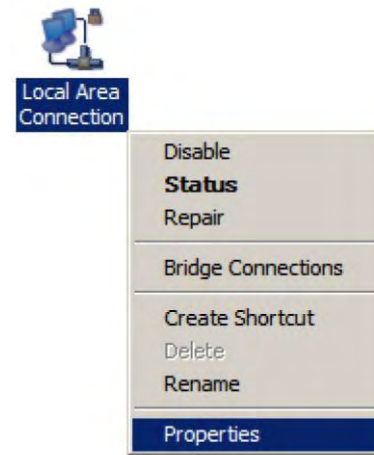 Local Area
Connection
Disable
Status
Repair
Bridge Connections
Create Shortcut
Delete
Rename
Properties